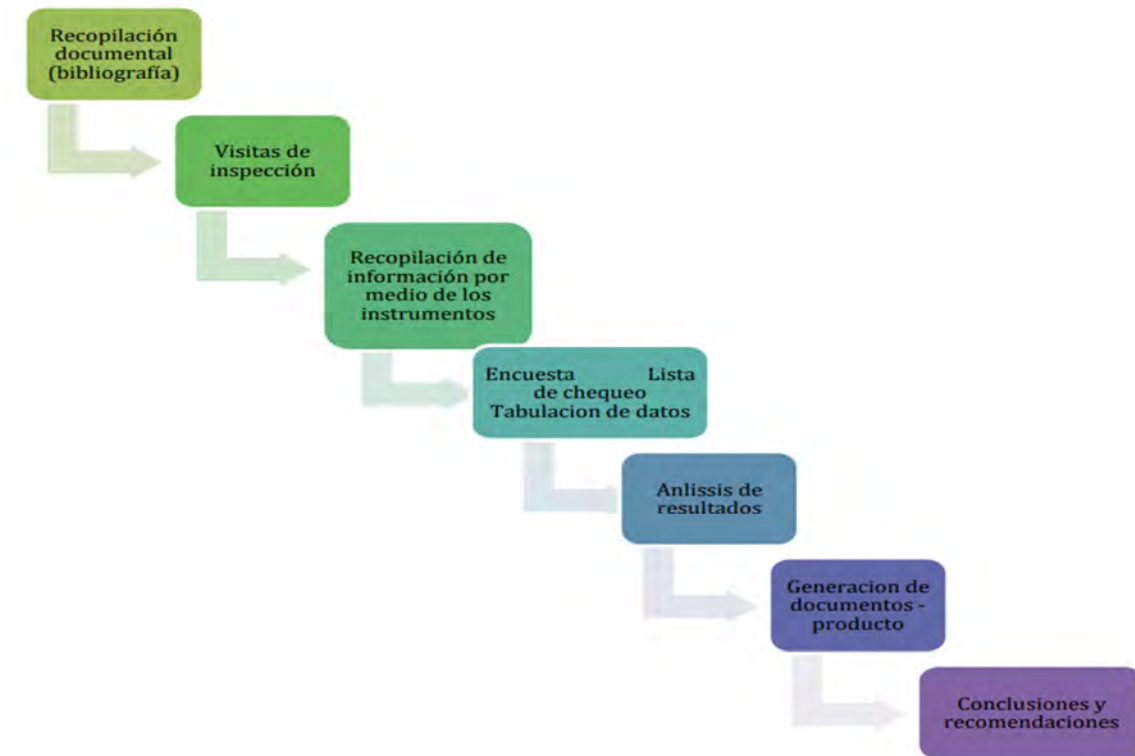 Recopilación
documental
(bibliografía)
Visitas de
inspección
Recopilación de
información por
medio de los
instrumentos
Encuesta Lista
de chequeo
Tabulacion de datos
Anlissis de
resultados
Generacion de
documentos -
producto
Conclusiones y
recomendaciones